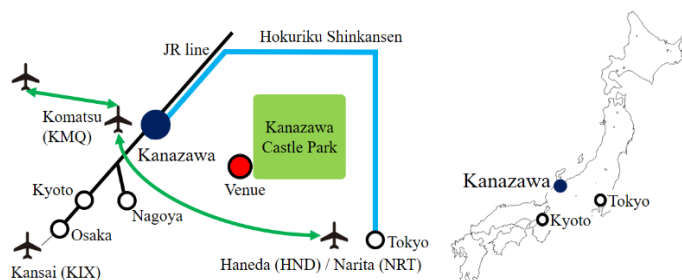 JR line
Hokuriku Shinkansen
Komatsu
(KMQ)
Kanazawa
Kanazawa
Castle Park
Venue
Kyoto
Nagoya
Osaka
Kansai (KIX)
Haneda (HND) / Narita (NRT)
Tokyo
Kanazawa
Tokyo
Kyoto